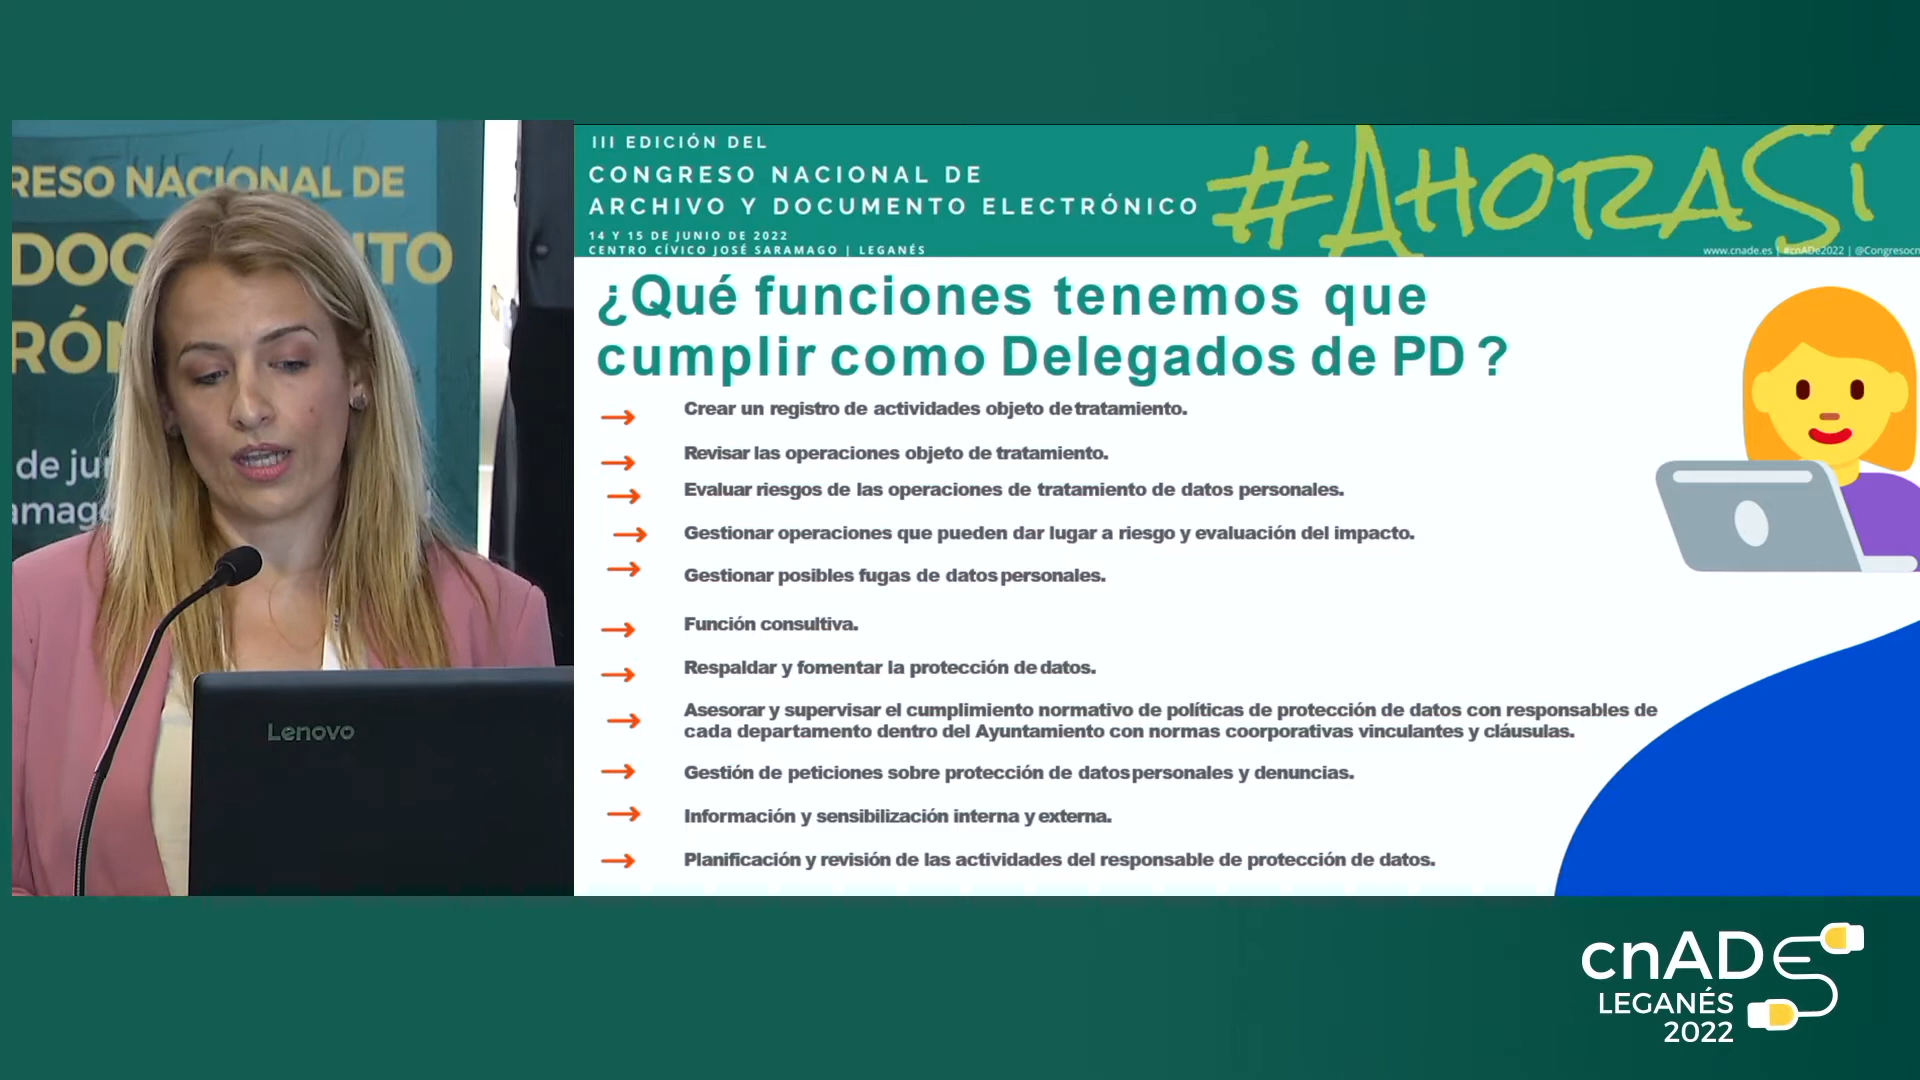 RESO NACIONAL DE
DOC NTO
RÓN
de jun
amago
Lenovo
III EDICIÓN DEL
CONGRESO NACIONAL DE
ARCHIVO Y DOCUMENTO ELECTRÓNICO
14 Y 15 DE JUNIO DE 2022
CENTRO CÍVICO JOSÉ SARAMAGO | LEGANÉS
#AHORASÍ
www.cnade.es | #cnADe2022 | @Congresocn
¿Qué funciones tenemos que
cumplir como Delegados de PD ?
→ Crear un registro de actividades objeto de tratamiento.
→ Revisar las operaciones objeto de tratamiento.
→ Evaluar riesgos de las operaciones de tratamiento de datos personales.
→ Gestionar operaciones que pueden dar lugar a riesgo y evaluación del impacto.
→ Gestionar posibles fugas de datos personales.
→ Función consultiva.
→ Respaldar y fomentar la protección de datos.
→ Asesorar y supervisar el cumplimiento normativo de políticas de protección de datos con responsables de
cada departamento dentro del Ayuntamiento con normas coorporativas vinculantes y cláusulas.
→ Gestión de peticiones sobre protección de datos personales y denuncias.
→ Información y sensibilización interna y externa.
→ Planificación y revisión de las actividades del responsable de protección de datos.
cnADe
LEGANÉS
2022